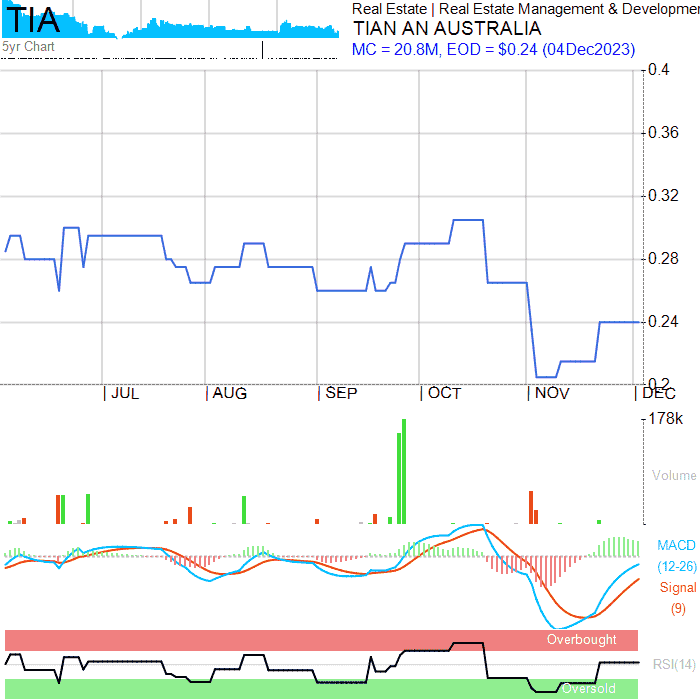 TIA
5yr Chart
Real Estate | Real Estate Management & Developmen
TIAN AN AUSTRALIA
MC = 20.8M, EOD = $0.24 (04Dec2023)
0.4
0.36
0.32
0.28
0.24
0.2
JUL AUG SEP OCT NOV DEC
178k
Volume
MACD
(12-26)
Signal
(9)
Overbought
RSI(14)
Oversold